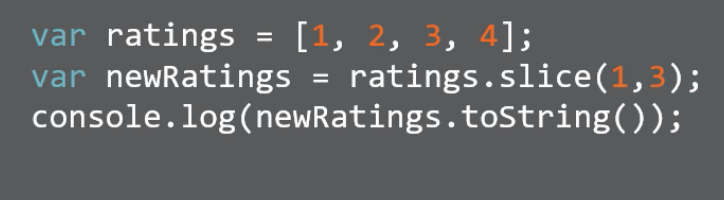 var ratings = [1, 2, 3, 4];
var newRatings = ratings.slice(1,3);
console.log(newRatings.toString());